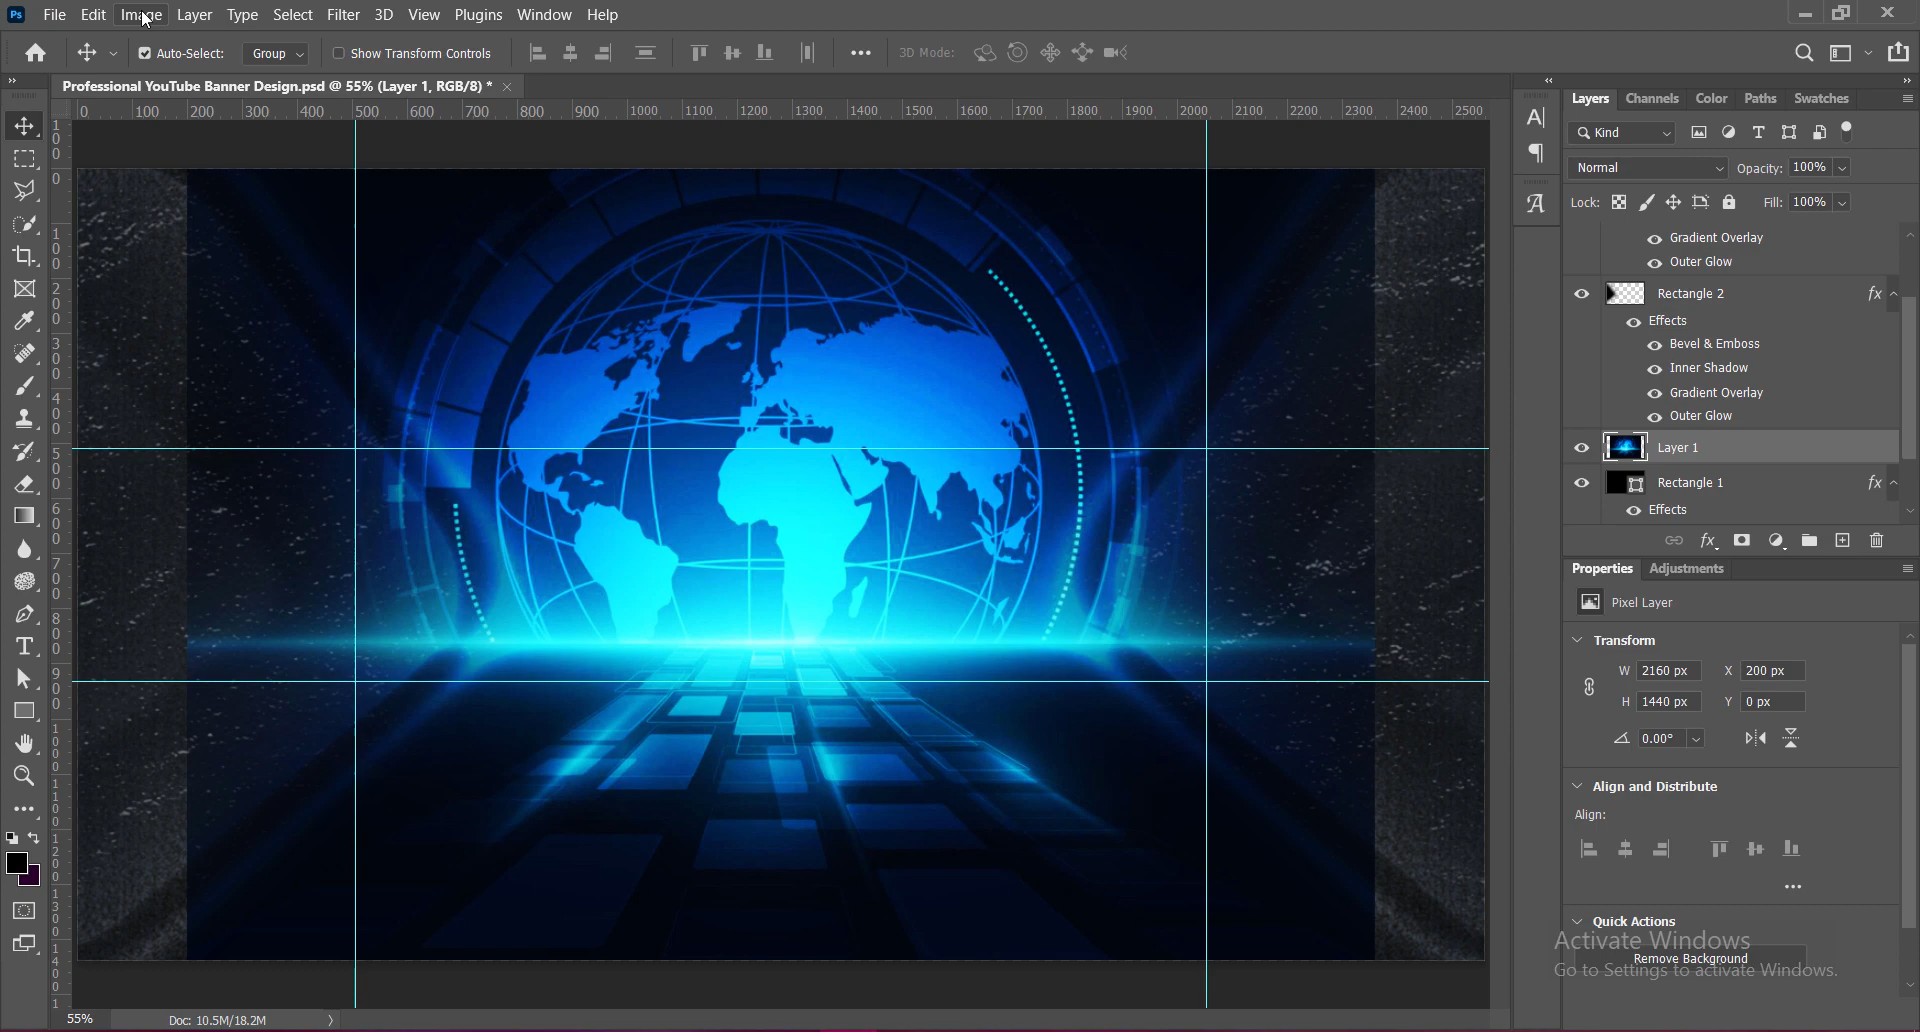 Ps File Edit Image Layer Type Select Filter 3D View Plugins Window Help
Auto-Select: Group Show Transform Controls 3D Mode:
Professional YouTube Banner Design.psd @ 55% (Layer 1, RGB/8) *
0 100 200 300 400 500 600 700 800 900 1000 1100 1200 1300 1400 1500 1600 1700 1800 1900 2000 2100 2200 2300 2400 2500
Layers Channels Color Paths Swatches
Kind
Normal Opacity: 100%
Lock: Fill: 100%
Gradient Overlay
Outer Glow
Rectangle 2 fx
Effects
Bevel & Emboss
Inner Shadow
Gradient Overlay
Outer Glow
Layer 1
Rectangle 1 fx
Effects
Properties Adjustments
Pixel Layer
Transform
W 2160 px X 200 px
H 1440 px Y 0 px
0.00°
Align and Distribute
Align:
Quick Actions
Activate Windows
Remove Background
Go to Settings to activate Windows.
55% Doc: 10.5M/18.2M